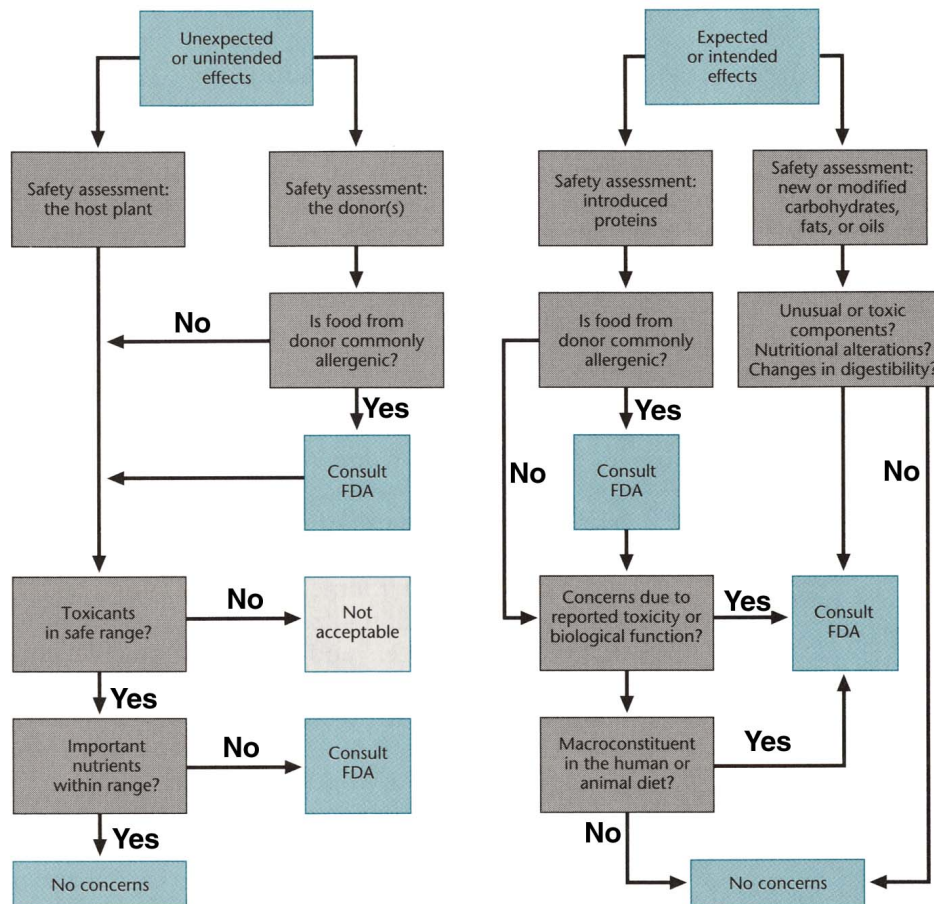 Unexpected
or unintended
effects
Safety assessment:
the host plant
Safety assessment:
the donor(s)
No
Is food from
donor commonly
allergenic?
Yes
Consult
FDA
Toxicants
in safe range?
No
Not
acceptable
Yes
Important
nutrients
within range?
No
Consult
FDA
Yes
No concerns
Expected
or intended
effects
Safety assessment:
introduced
proteins
Safety assessment:
new or modified
carbohydrates,
fats, or oils
Is food from
donor commonly
allergenic?
Unusual or toxic
components?
Nutritional alterations?
Changes in digestibility?
Yes
No
Consult
FDA
No
Concerns due to
reported toxicity or
biological function?
Yes
Consult
FDA
Macroconstituent
in the human or
animal diet?
Yes
No
No concerns